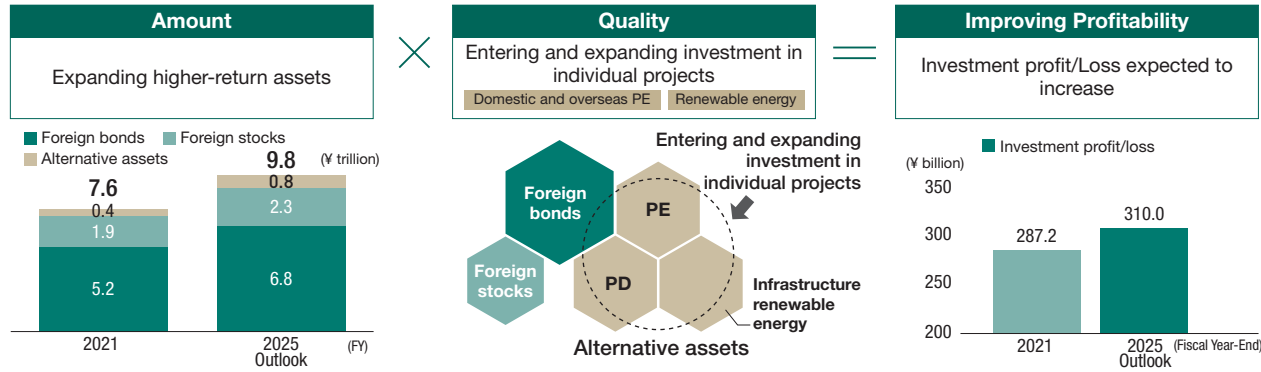 Amount
Expanding higher-return assets
Quality
Entering and expanding investment in
individual projects
Domestic and overseas PE
Renewable energy
Improving Profitability
Investment profit/Loss expected to
increase
Foreign bonds
Foreign stocks
Alternative assets
(¥ trillion)
7.6
0.4
1.9
5.2
2021
9.8
0.8
2.3
6.8
2025
Outlook
(FY)
Entering and expanding
investment in
individual projects
Foreign
bonds
PE
Foreign
stocks
PD
Infrastructure
renewable
energy
Alternative assets
Investment profit/loss
(¥ billion)
350
300
250
200
287.2
310.0
2021
2025
Outlook
(Fiscal Year-End)